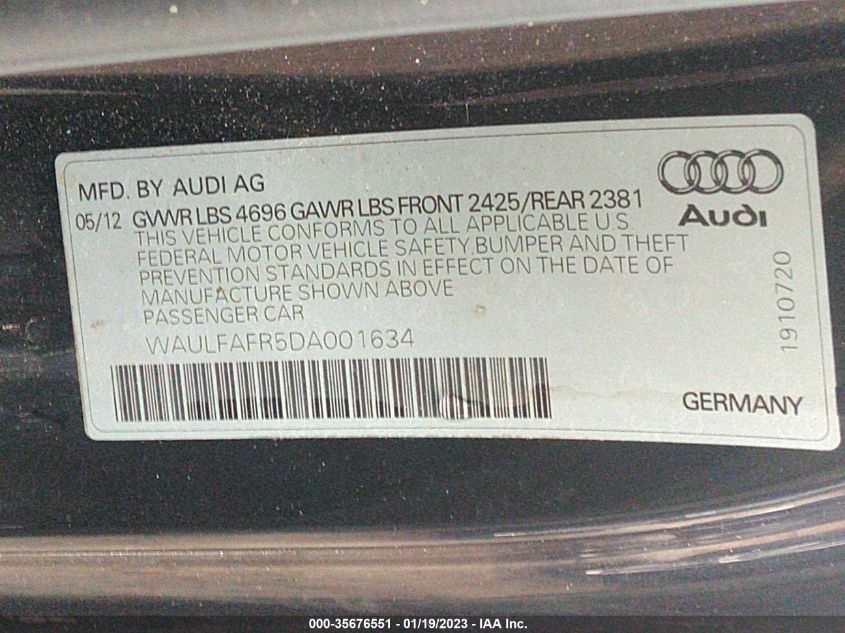 MFD. BY AUDI AG
05/12 GVWR LBS 4696 GAWR LBS FRONT 2425/REAR 2381
THIS VEHICLE CONFORMS TO ALL APPLICABLE U.S.
FEDERAL MOTOR VEHICLE SAFETY, BUMPER AND THEFT
PREVENTION STANDARDS IN EFFECT ON THE DATE OF
MANUFACTURE SHOWN ABOVE
PASSENGER CAR
WAULFAFR5DA001634
Audi
1910720
GERMANY
000-35676551 - 01/19/2023 - IAA Inc.